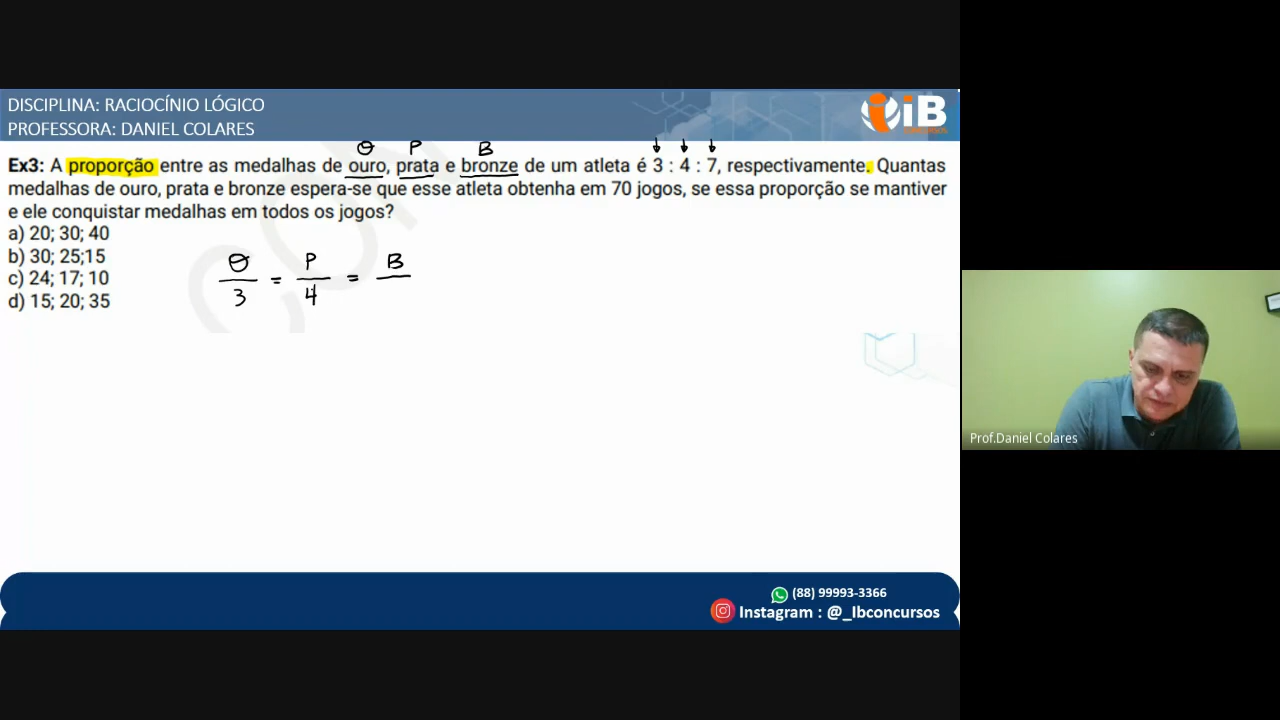 DISCIPLINA: RACIOCÍNIO LÓGICO
PROFESSORA: DANIEL COLARES
iB
O P B
Ex3: A proporção entre as medalhas de ouro, prata e bronze de um atleta é 3 : 4 : 7, respectivamente. Quantas
medalhas de ouro, prata e bronze espera-se que esse atleta obtenha em 70 jogos, se essa proporção se mantiver
e ele conquistar medalhas em todos os jogos?
a) 20; 30; 40
b) 30; 25;15
c) 24; 17; 10
d) 15; 20; 35
O P B
= =
3 4
Prof.Daniel Colares
(88) 99993-3366
Instagram : @_Ibconcursos